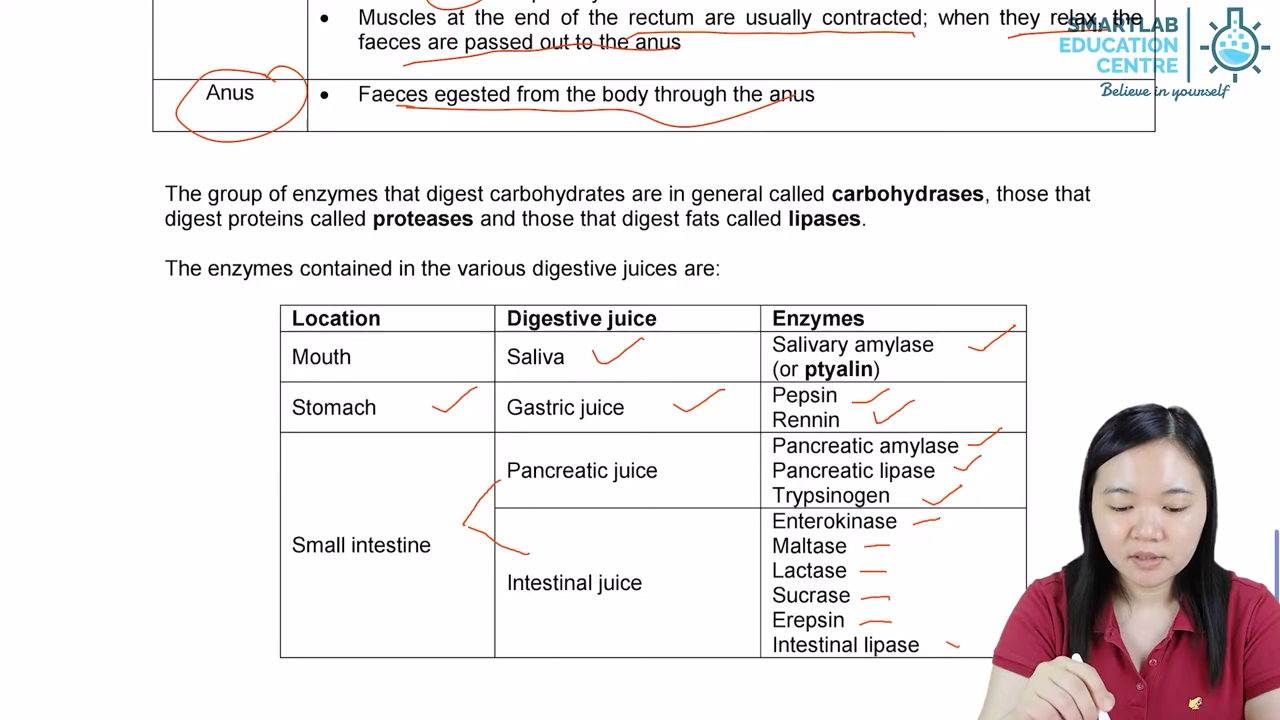 Muscles at the end of the rectum are usually contracted; when they relax, the
faeces are passed out to the anus
SMARTLAB
EDUCATION
CENTRE
Believe in yourself
Anus
Faeces egested from the body through the anus
The group of enzymes that digest carbohydrates are in general called carbohydrases, those that
digest proteins called proteases and those that digest fats called lipases.
The enzymes contained in the various digestive juices are:
Location Digestive juice Enzymes
Mouth Saliva Salivary amylase
(or ptyalin)
Stomach Gastric juice Pepsin
Rennin
Small intestine Pancreatic juice Pancreatic amylase
Pancreatic lipase
Trypsinogen
Intestinal juice Enterokinase
Maltase
Lactase
Sucrase
Erepsin
Intestinal lipase